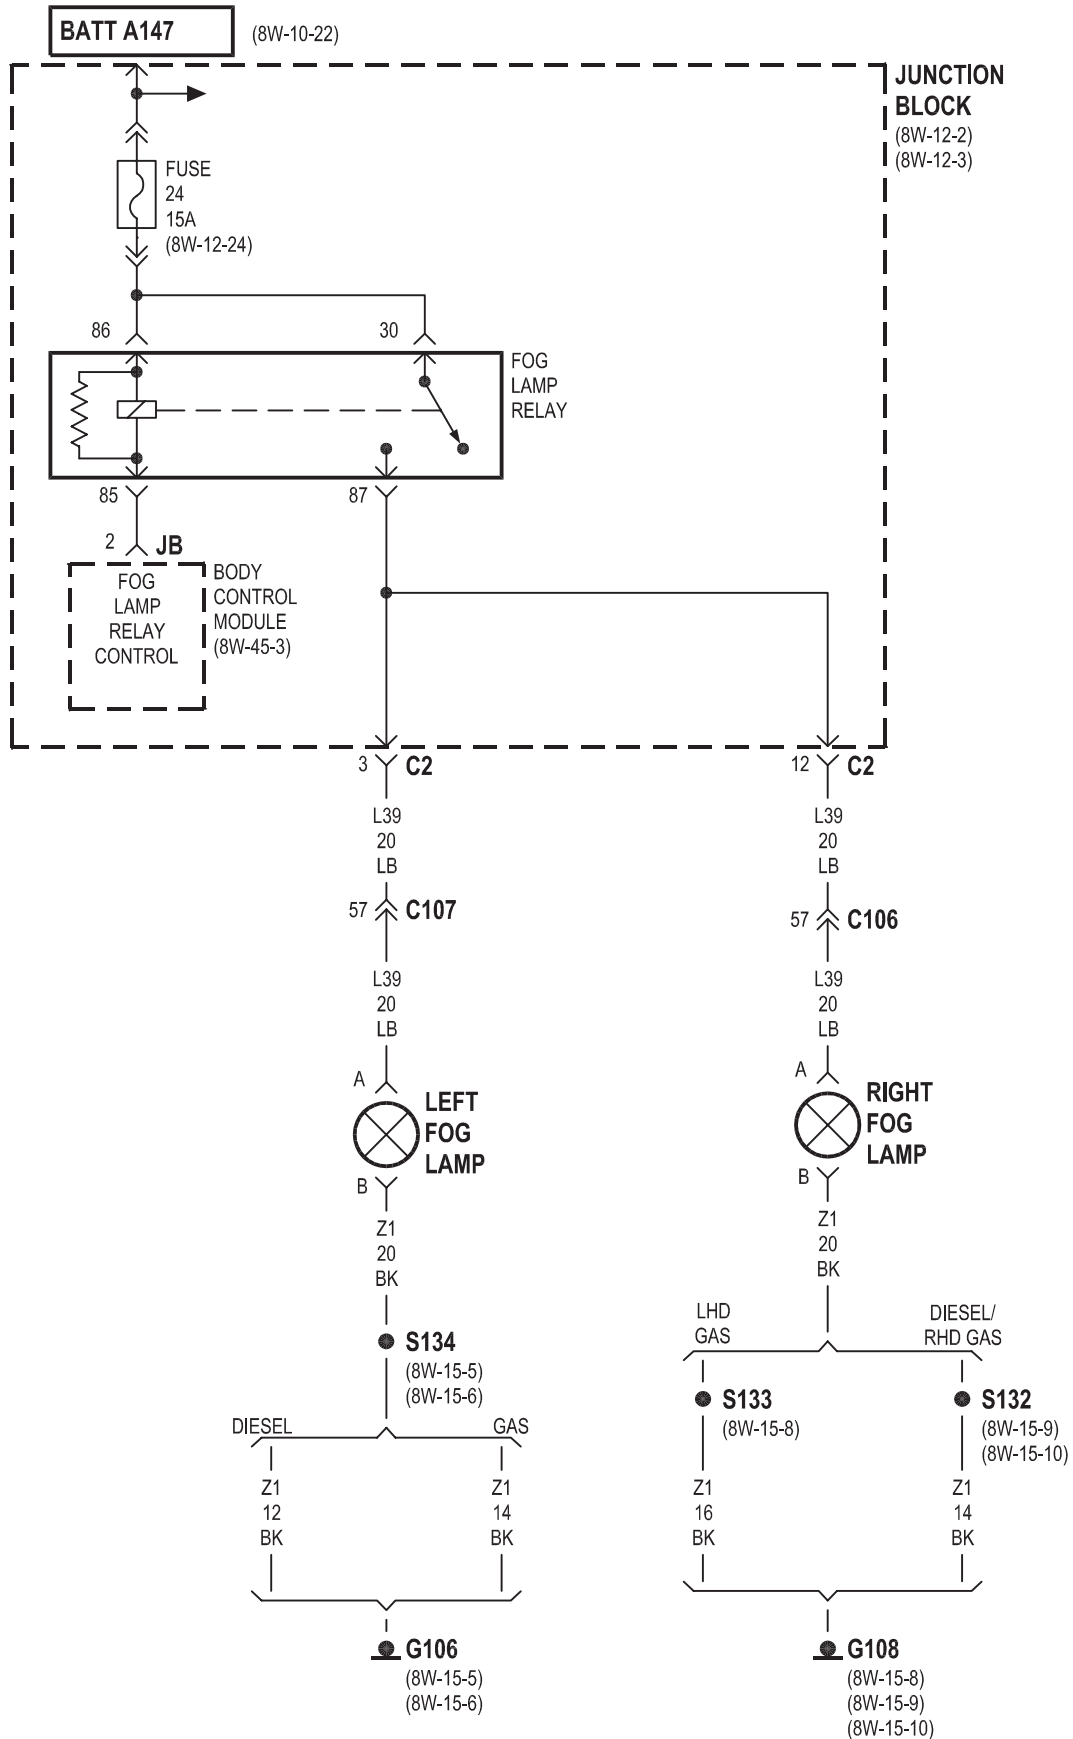 BATT A147
(8W-10-22)
JUNCTION
BLOCK
(8W-12-2)
(8W-12-3)
FUSE
24
15A
(8W-12-24)
86
30
FOG
LAMP
RELAY
85
87
2
JB
FOG
LAMP
RELAY
CONTROL
BODY
CONTROL
MODULE
(8W-45-3)
3
C2
12
C2
L39
20
LB
L39
20
LB
57
C107
57
C106
L39
20
LB
L39
20
LB
A
LEFT
FOG
LAMP
B
A
RIGHT
FOG
LAMP
B
Z1
20
BK
Z1
20
BK
S134
(8W-15-5)
(8W-15-6)
LHD
GAS
DIESEL/
RHD GAS
S133
(8W-15-8)
S132
(8W-15-9)
(8W-15-10)
DIESEL
GAS
Z1
12
BK
Z1
14
BK
Z1
16
BK
Z1
14
BK
G106
(8W-15-5)
(8W-15-6)
G108
(8W-15-8)
(8W-15-9)
(8W-15-10)